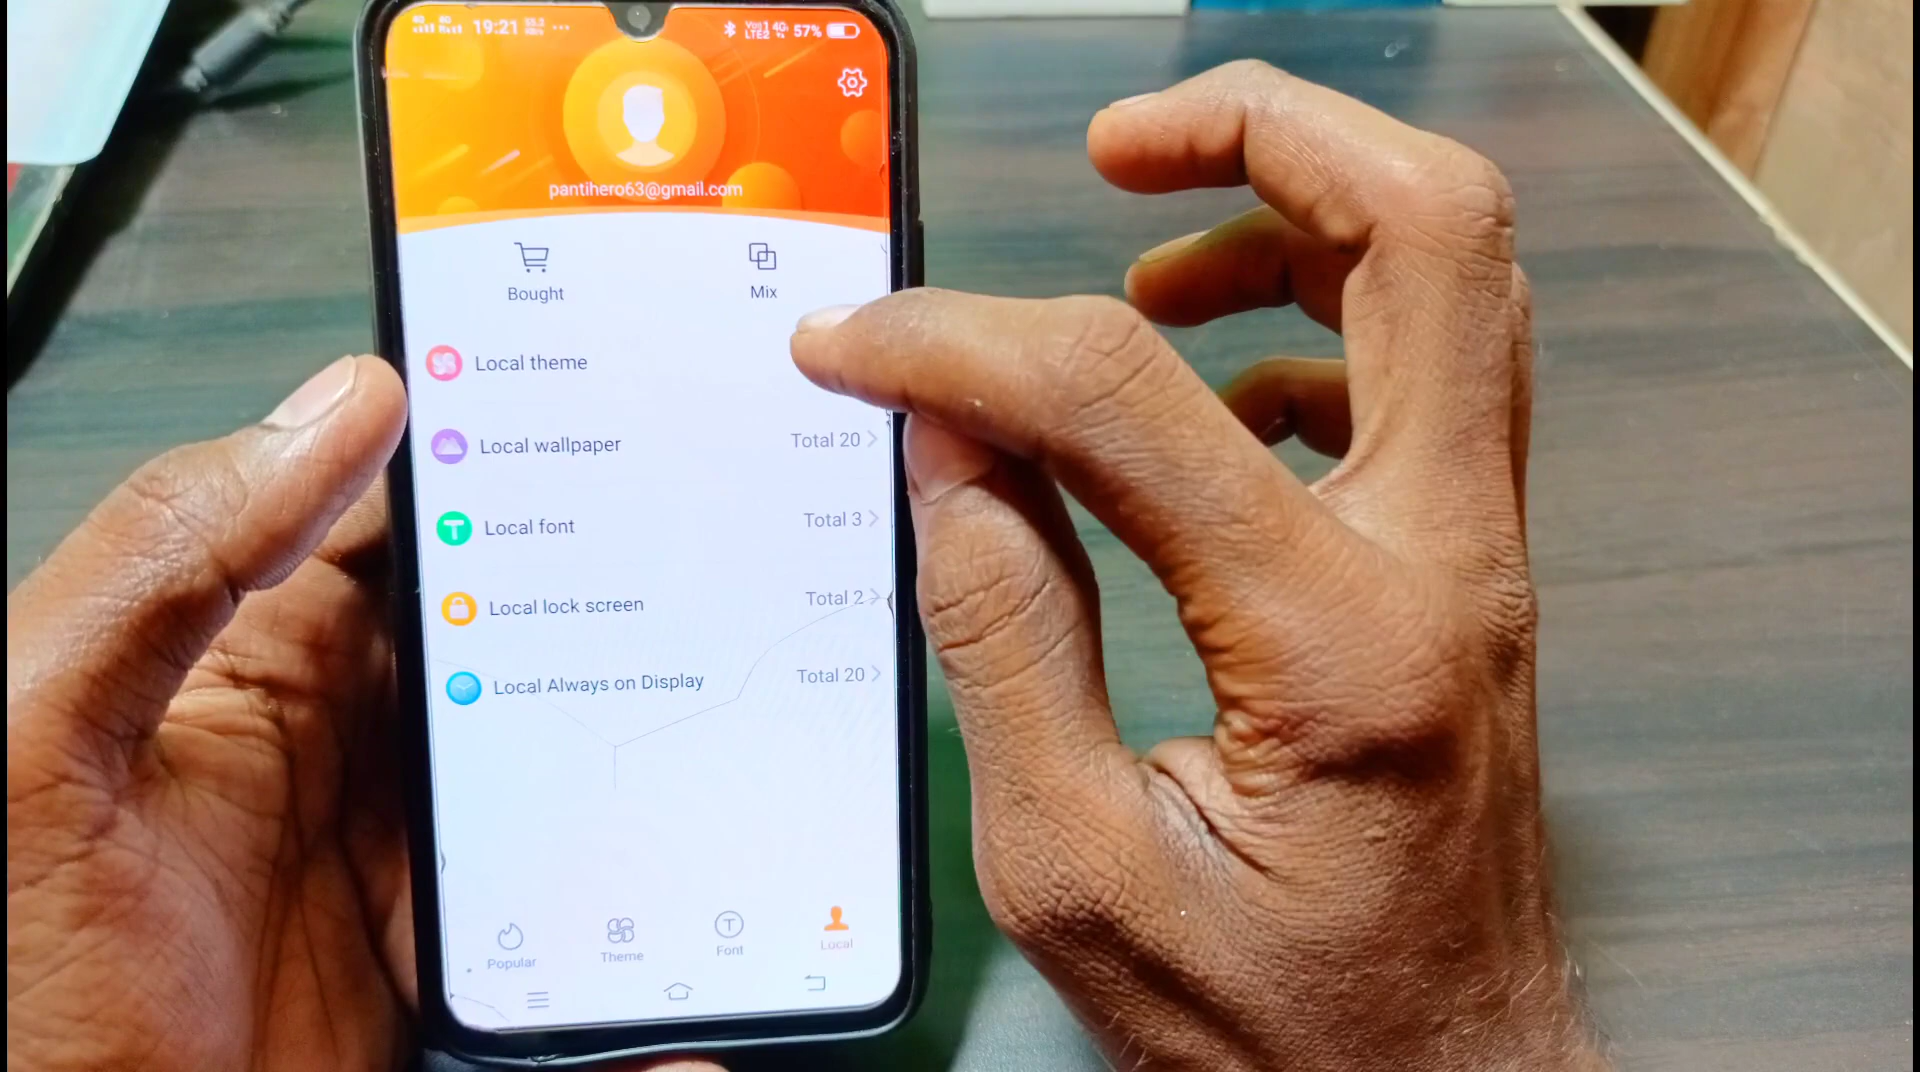 19:21
57%
pantihero63@gmail.com
Bought
Mix
Local theme
Local wallpaper
Total 20
Local font
Total 3
Local lock screen
Total 2
Local Always on Display
Total 20
Popular
Theme
T
Font
Local